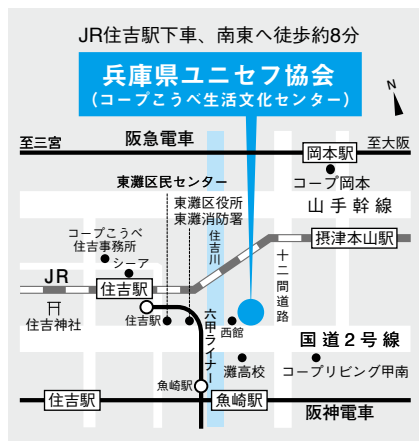 JR住吉駅下車、南東へ徒歩約8分
兵庫県ユニセフ協会
(コープこうべ生活文化センター)
N
至三宮
阪急電車
至大阪
岡本駅
コープ岡本
東灘区民センター
東灘区役所
東灘消防署
山手幹線
コープこうべ
住吉事務所
シーア
住吉川
十二間道路
摂津本山駅
JR
住吉駅
住吉神社
住吉駅
六甲ライナー
西館
国道2号線
灘高校
コープリビング甲南
魚崎駅
住吉駅
魚崎駅
阪神電車